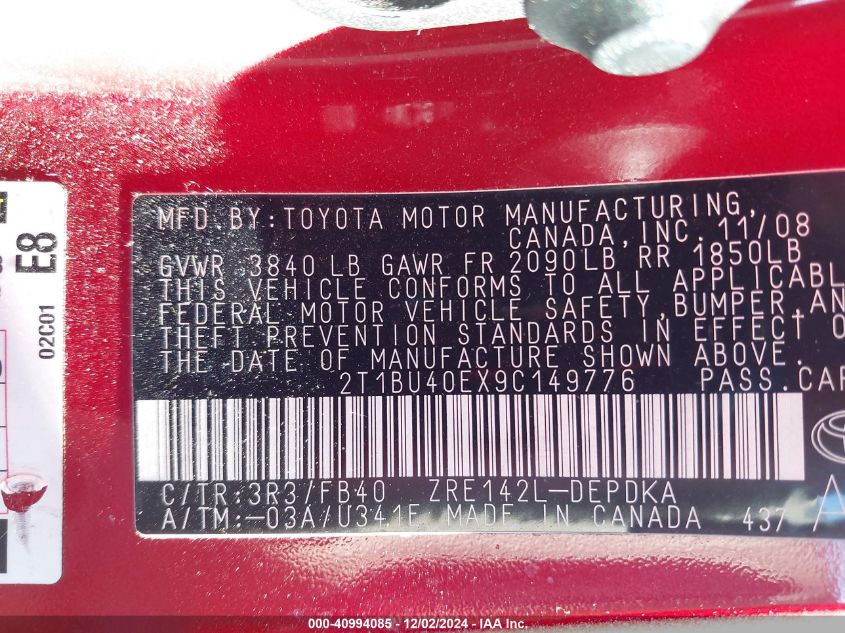 MFD. BY: TOYOTA MOTOR MANUFACTURING,
CANADA, INC. 11/08
GVWR 3840 LB GAWR FR 2090LB RR 1850LB
THIS VEHICLE CONFORMS TO ALL APPLICABL
FEDERAL MOTOR VEHICLE SAFETY, BUMPER, AN
THEFT PREVENTION STANDARDS IN EFFECT O
THE DATE OF MANUFACTURE SHOWN ABOVE.
2T1BU40EX9C149776 PASS. CAR
C/TR: 3R3/FB40 ZRE142L-DEPDKA
A/TM: -03A/U341E MADE IN CANADA 437 A
E8
02C01
000-40994085 - 12/02/2024 - IAA Inc.